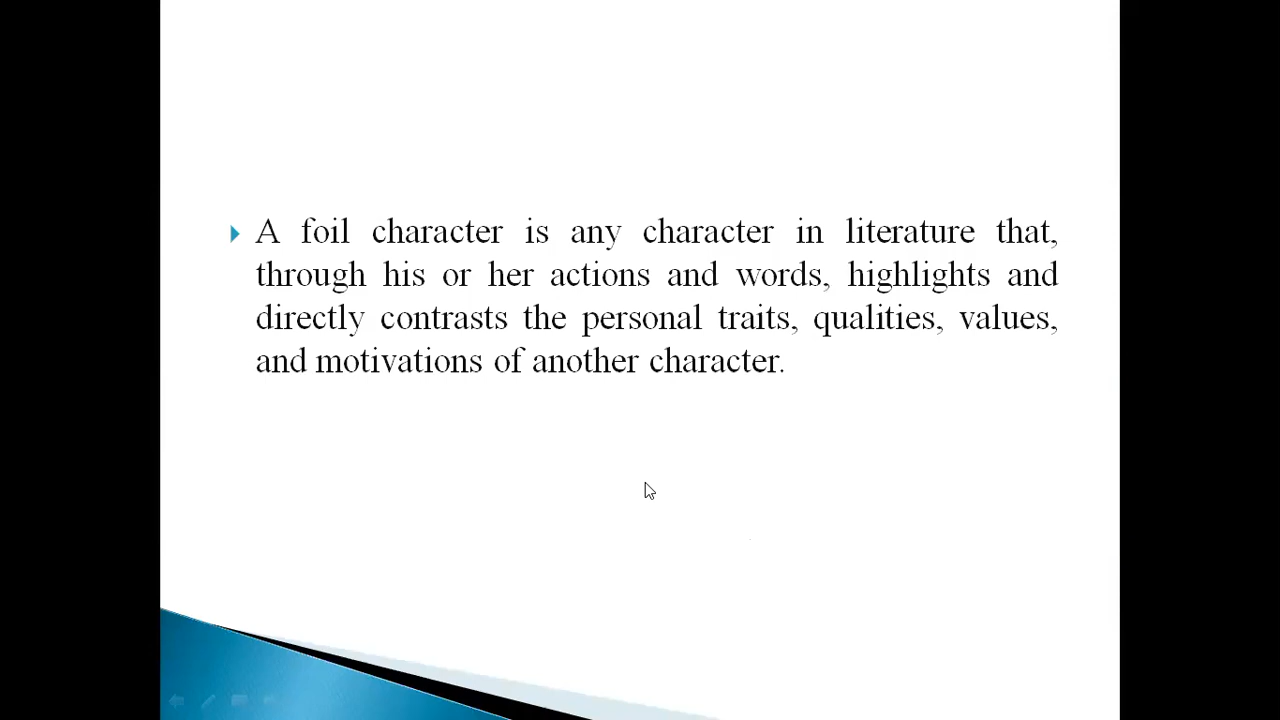 A foil character is any character in literature that,
through his or her actions and words, highlights and
directly contrasts the personal traits, qualities, values,
and motivations of another character.